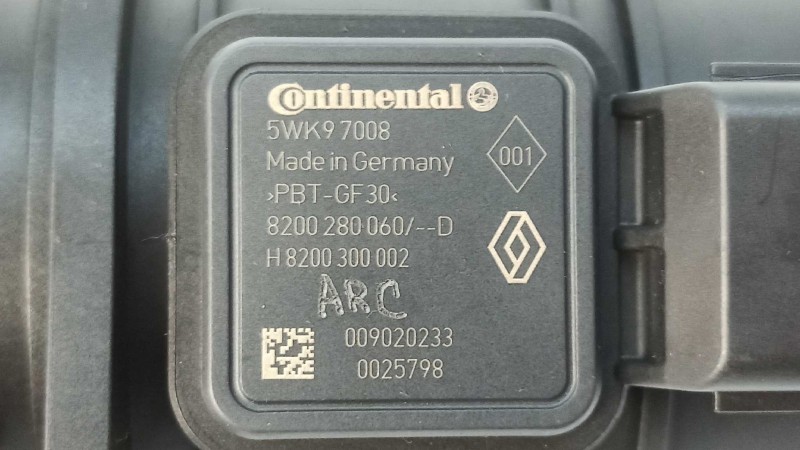 Continental
5WK9 7008
001
Made in Germany
>PBT-GF30<
8200 280 060/--D
H 8200 300 002
ARC
009020233
0025798